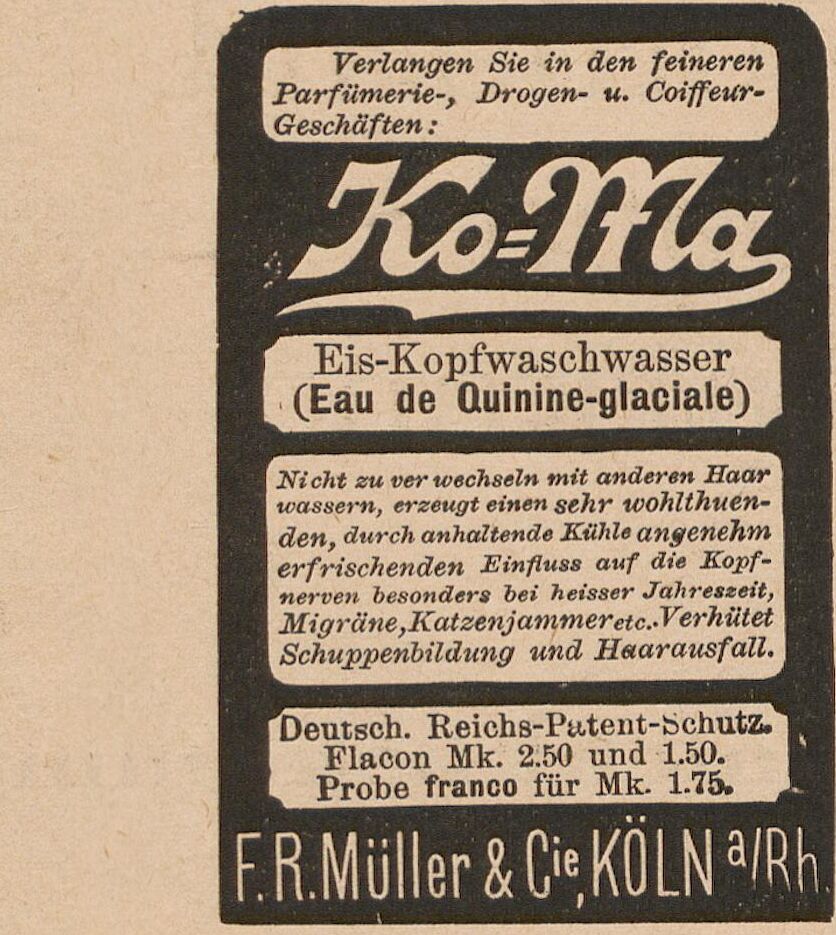 Verlangen Sie in den feineren
Parfümerie-, Drogen- u. Coiffeur-
Geschäften:
Ko=Ma
Eis-Kopfwaschwasser
(Eau de Quinine-glaciale)
Nicht zu verwechseln mit anderen Haar
wassern, erzeugt einen sehr wohlthuen-
den, durch anhaltende Kühle angenehm
erfrischenden Einfluss auf die Kopf-
nerven besonders bei heisser Jahreszeit,
Migräne, Katzenjammer etc. Verhütet
Schuppenbildung und Haarausfall.
Deutsch. Reichs-Patent-Schutz.
Flacon Mk. 2.50 und 1.50.
Probe franco für Mk. 1.75.
F.R. Müller & Cie, KÖLN a/Rh.